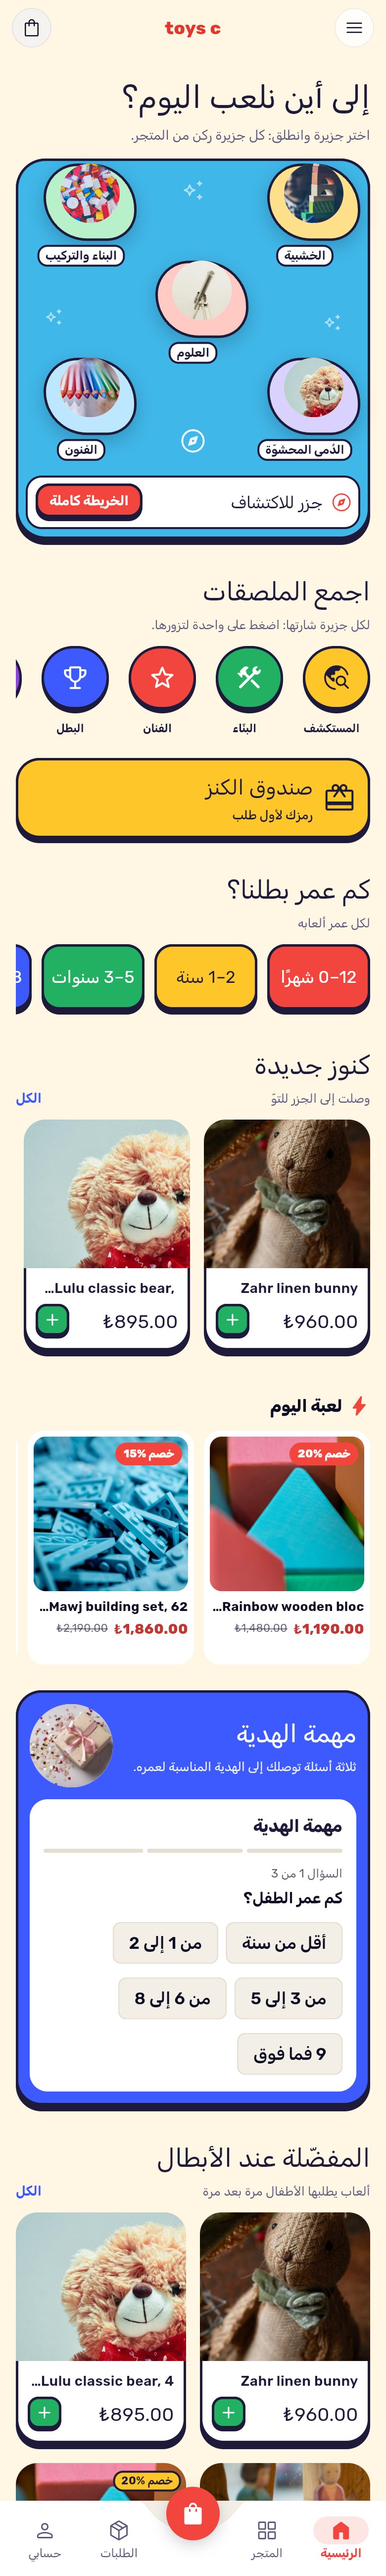 toys c
إلى أين نلعب اليوم؟
اختر جزيرة وانطلق: كل جزيرة ركن من المتجر.
الخشبية
البناء والتركيب
العلوم
الدُمى المحشوّة
الفنون
جزر للاكتشاف
الخريطة كاملة
اجمع الملصقات
لكل جزيرة شارتها: اضغط على واحدة لتزورها.
المستكشف
البنّاء
الفنان
البطل
صندوق الكنز
رمزك لأول طلب
كم عمر بطلنا؟
لكل عمر ألعابه
0–12 شهرًا
1–2 سنة
3–5 سنوات
كنوز جديدة
وصلت إلى الجزر للتوّ
الكل
Zahr linen bunny
₺960.00
Lulu classic bear,...
₺895.00
لعبة اليوم
خصم 20%
Rainbow wooden bloc...
₺1,190.00 ₺1,480.00
خصم 15%
Mawj building set, 62...
₺1,860.00 ₺2,190.00
مهمة الهدية
ثلاثة أسئلة توصلك إلى الهدية المناسبة لعمره.
مهمة الهدية
السؤال 1 من 3
كم عمر الطفل؟
أقل من سنة
من 1 إلى 2
من 3 إلى 5
من 6 إلى 8
9 فما فوق
المفضّلة عند الأبطال
ألعاب يطلبها الأطفال مرة بعد مرة
الكل
Zahr linen bunny
₺960.00
Lulu classic bear, 4...
₺895.00
خصم 20%
الرئيسية
المتجر
الطلبات
حسابي